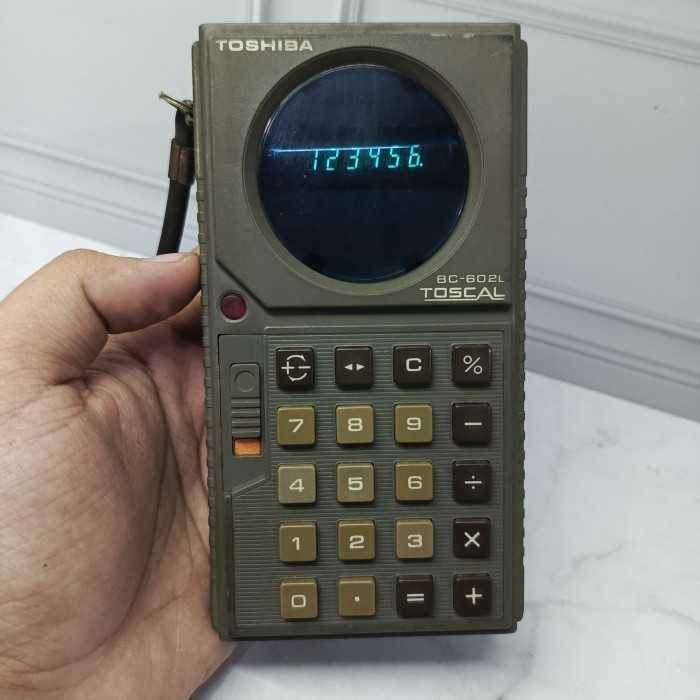 TOSHIBA
123456.
BC-602L
TOSCAL
+− ◂▸ C %
7 8 9 −
4 5 6 ÷
1 2 3 ×
0 . = +